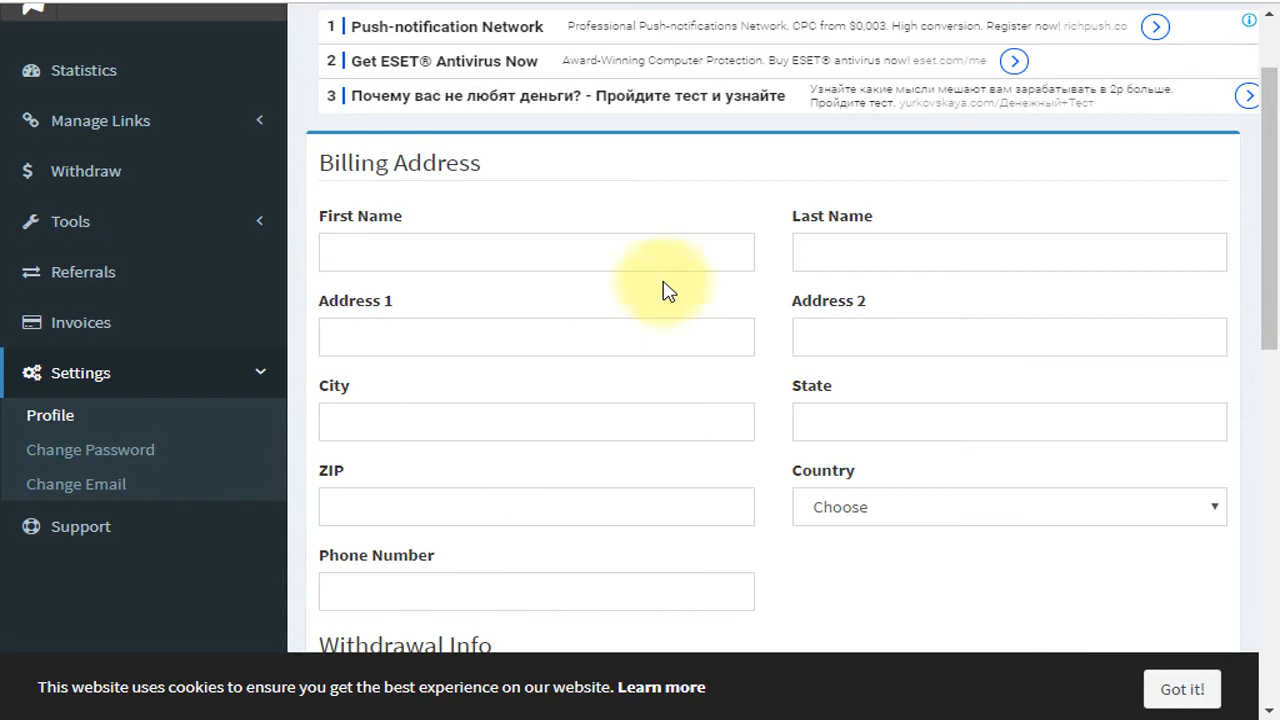 1 Push-notification Network Professional Push-notifications Network. CPC from $0,003. High conversion. Register now! richpush.co
2 Get ESET® Antivirus Now Award-Winning Computer Protection. Buy ESET® antivirus now! eset.com/me
3 Почему вас не любят деньги? - Пройдите тест и узнайте Узнайте какие мысли мешают вам зарабатывать в 2р больше.
Пройдите тест. yurkovskaya.com/Денежный+Тест
Statistics
Manage Links
Withdraw
Tools
Referrals
Invoices
Settings
Profile
Change Password
Change Email
Support
Billing Address
First Name Last Name
Address 1 Address 2
City State
ZIP Country
Choose
Phone Number
Withdrawal Info
This website uses cookies to ensure you get the best experience on our website. Learn more Got it!